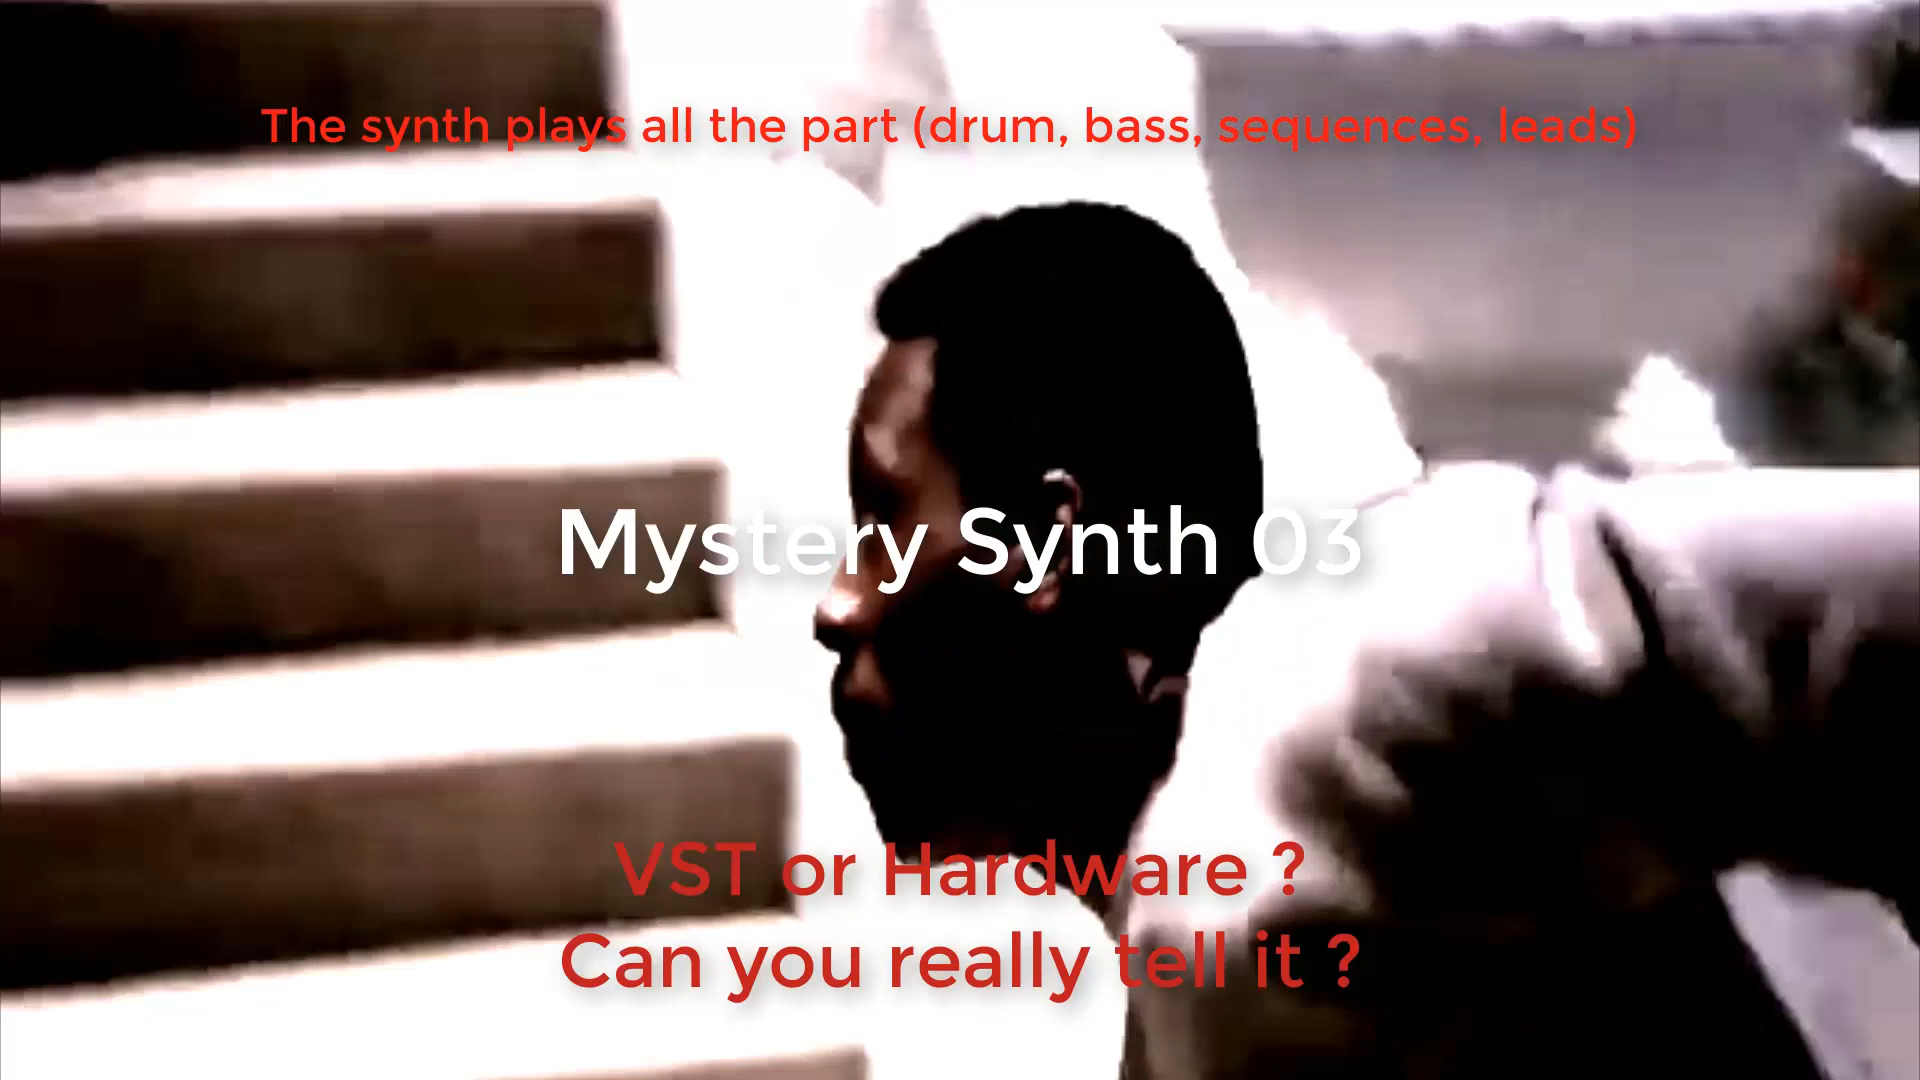 The synth plays all the part (drum, bass, sequences, leads)
Mystery Synth 03
VST or Hardware ?
Can you really tell it ?